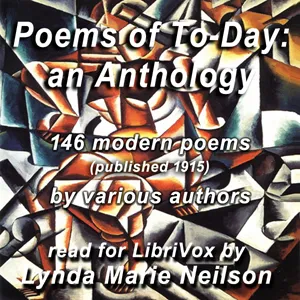 Poems of To-Day:
an Anthology
146 modern poems
(published 1915)
by various authors
read for LibriVox by
Lynda Marie Neilson